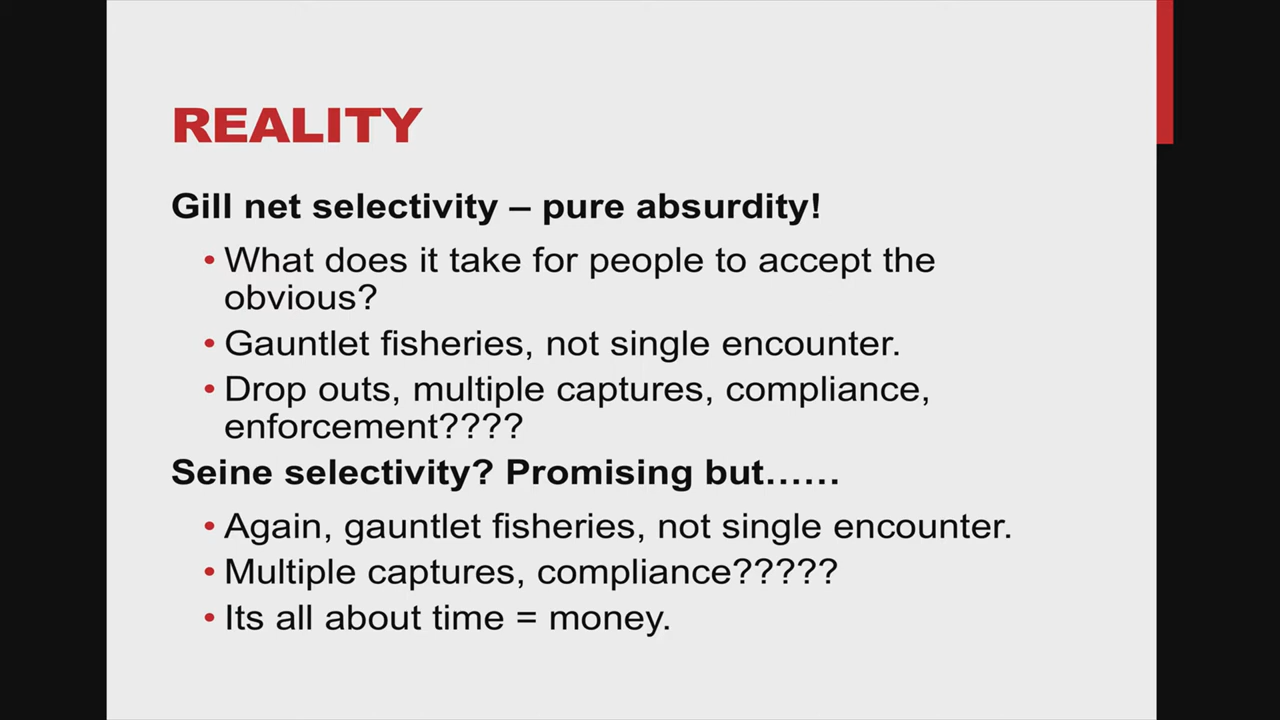 REALITY
Gill net selectivity – pure absurdity!
• What does it take for people to accept the
obvious?
• Gauntlet fisheries, not single encounter.
• Drop outs, multiple captures, compliance,
enforcement????
Seine selectivity? Promising but……
• Again, gauntlet fisheries, not single encounter.
• Multiple captures, compliance?????
• Its all about time = money.